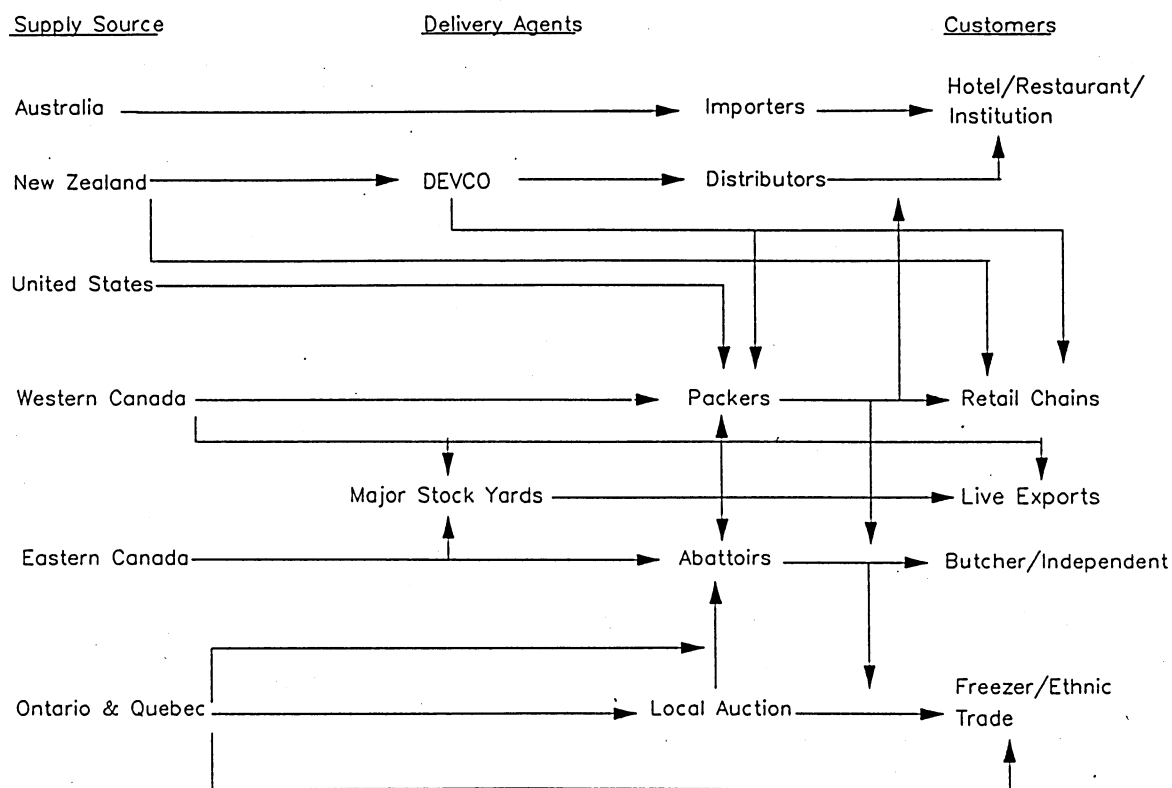 Supply Source
Delivery Agents
Customers
Australia
Importers
Hotel/Restaurant/
Institution
New Zealand
DEVCO
Distributors
United States
Western Canada
Packers
Retail Chains
Major Stock Yards
Live Exports
Eastern Canada
Abattoirs
Butcher/Independent
Ontario & Quebec
Local Auction
Freezer/Ethnic
Trade